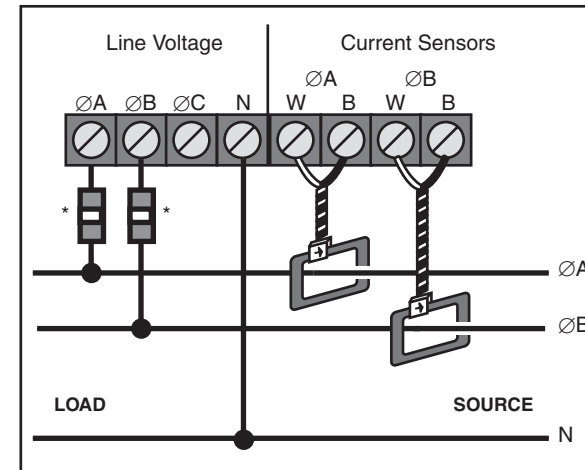 Line Voltage Current Sensors
∅A ∅B
∅A ∅B ∅C N W B W B
* *
∅A
∅B
LOAD SOURCE
N